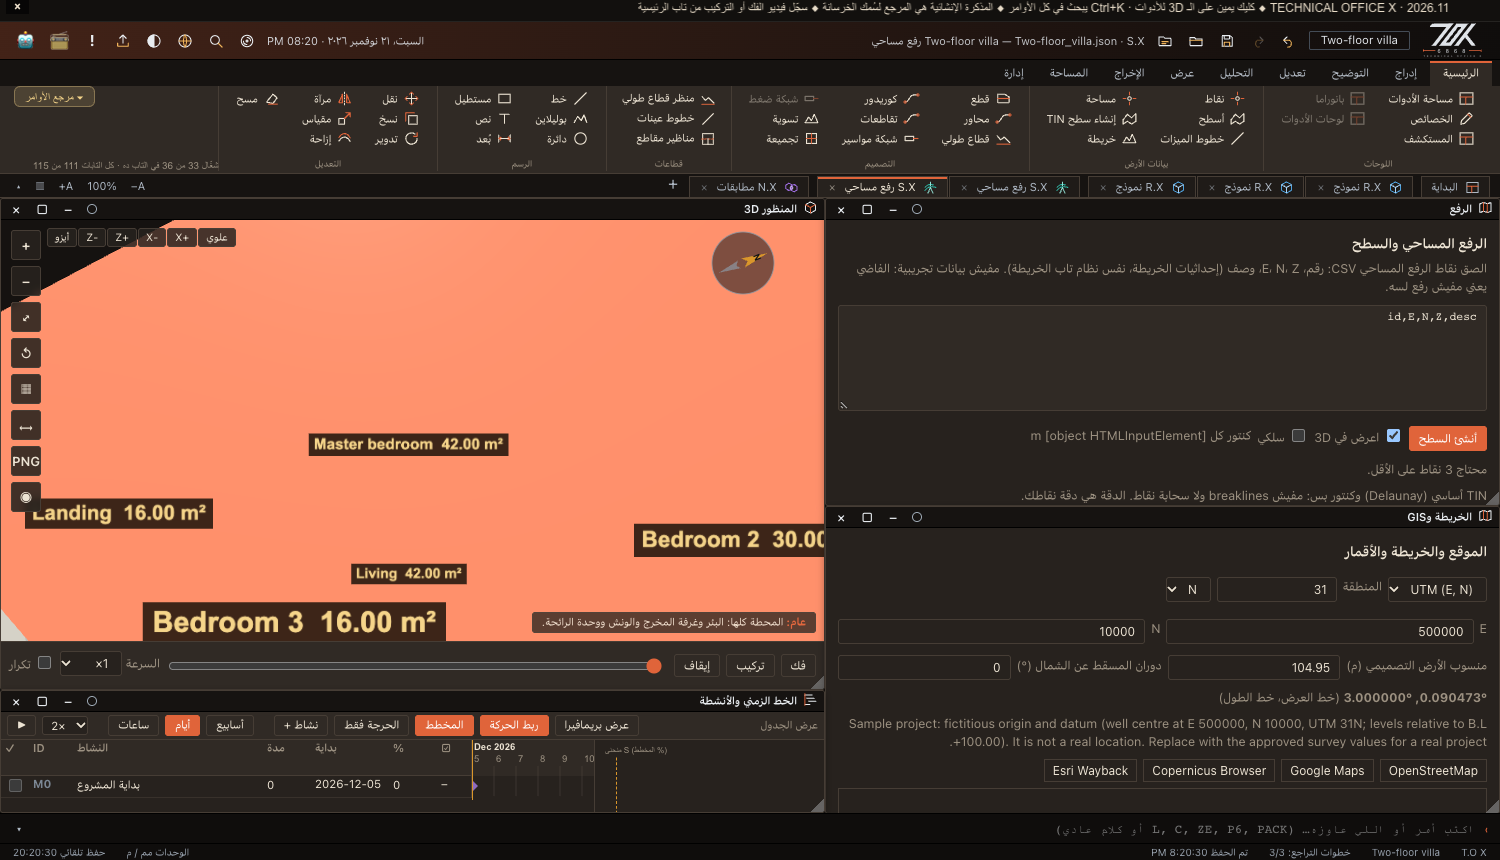 TECHNICAL OFFICE X · 2026.11 ◆ كليك يمين على الـ 3D للأدوات · Ctrl+K يبحث في كل الأوامر ◆ المذكرة الإنشائية هي المرجع لسُمك الخرسانة ◆ سجّل فيديو الفك أو التركيب من تاب الرئيسية
Two-floor villa
S.X · Two-floor villa — Two-floor_villa.json رفع مساحي
السبت، ٢١ نوفمبر ٢٠٢٦ · 08:20 PM
الرئيسية إدراج التوضيح تعديل التحليل عرض الإخراج المساحة إدارة
مساحة الأدوات بانوراما
الخصائص لوحات الأدوات
المستكشف
اللوحات
نقاط مساحة
أسطح إنشاء سطح TIN
خطوط الميزات خريطة
بيانات الأرض
قطع كوريدور شبكة ضغط
محاور تقاطعات تسوية
قطاع طولي شبكة مواسير تجميعة
التصميم
منظر قطاع طولي
خطوط عينات
مناظير مقاطع
قطاعات
خط مستطيل
بوليلاين نص
دائرة بُعد
الرسم
نقل مرآة مسح
نسخ مقياس
تدوير إزاحة
التعديل
مرجع الأوامر
شغّال 33 من 36 في التاب ده · كل التابات 111 من 115
البداية
R.X نموذج
R.X نموذج
R.X نموذج
S.X رفع مساحي
S.X رفع مساحي
N.X مطابقات
+
A+ 100% A−
الرفع
الرفع المساحي والسطح
الصق نقاط الرفع المساحي CSV: رقم، E، N، Z، وصف (إحداثيات الخريطة، نفس نظام تاب الخريطة). مفيش بيانات تجريبية: الفاضي
يعني مفيش رفع لسه.
id,E,N,Z,desc
أنشئ السطح اعرض في 3D سلكي كنتور كل [object HTMLInputElement] m
محتاج 3 نقاط على الأقل.
TIN أساسي (Delaunay) وكنتور بس: مفيش breaklines ولا سحابة نقاط. الدقة هي دقة نقاطك.
الخريطة وGIS
الموقع والخريطة والأقمار
UTM (E, N) المنطقة 31 N
E 500000 N 10000
منسوب الأرض التصميمي (م) 104.95 دوران المسقط عن الشمال (°) 0
0.090473°, 3.000000° (خط العرض، خط الطول)
Sample project: fictitious origin and datum (well centre at E 500000, N 10000, UTM 31N; levels relative to B.L
+100.00). It is not a real location. Replace with the approved survey values for a real project.
OpenStreetMap Google Maps Copernicus Browser Esri Wayback
المنظور 3D
علوي X+ X- Z+ Z- أيزو
N
PNG
Master bedroom 42.00 m²
Landing 16.00 m²
Bedroom 2 30.00
Living 42.00 m²
Bedroom 3 16.00 m²
عام: المحطة كلها: البئر وغرفة المخرج والونش ووحدة الرائحة.
فك تركيب إيقاف السرعة ×1 تكرار
الخط الزمني والأنشطة
عرض الجدول عرض بريمافيرا ربط الحركة المخطط الحرجة فقط نشاط + أسابيع أيام ساعات 2×
ID النشاط مدة بداية %
Dec 2026
5 6 7 8 9 10
منحنى S (المخطط %)
M0 بداية المشروع 0 2026-12-05 0 –
اكتب أمر أو اللي عاوزه… (L, C, ZE, P6, PACK أو كلام عادي)
T.O X Two-floor villa خطوات التراجع: 3/3 تم الحفظ 8:20:30 PM
الوحدات مم / م حفظ تلقائي 20:20:30